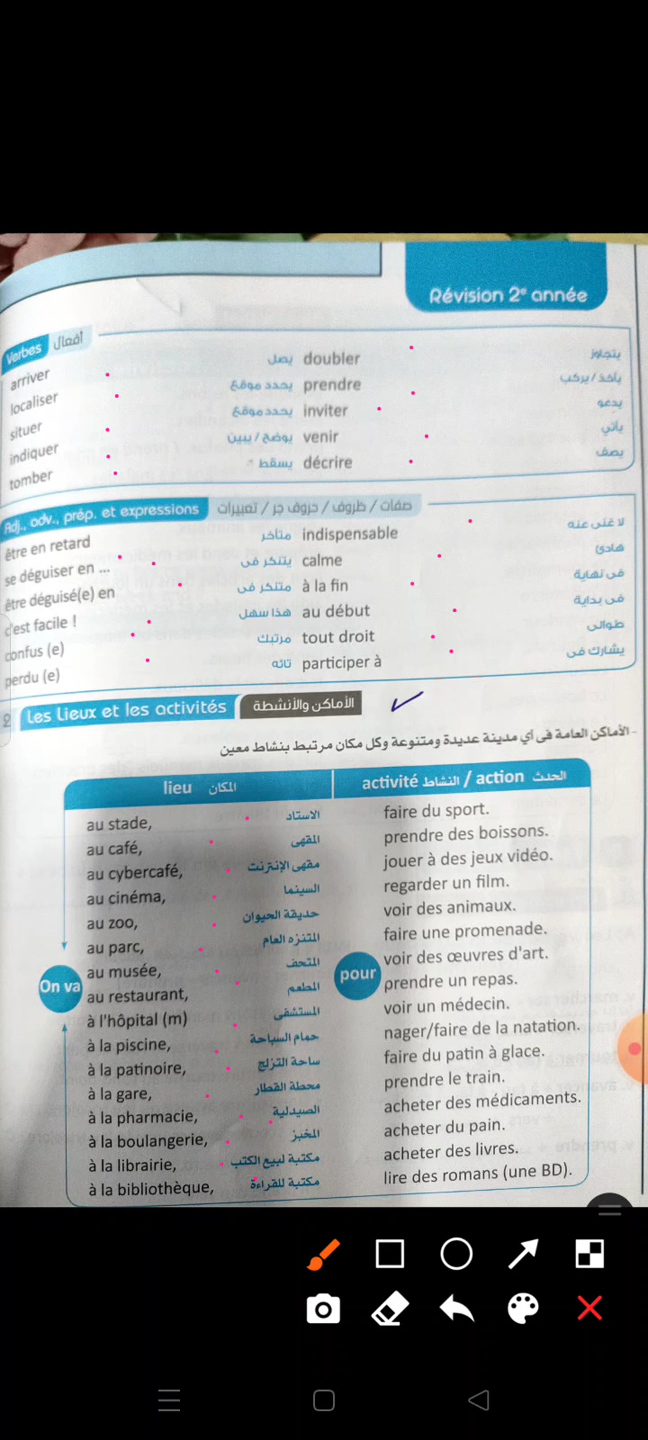 Révision 2e année
Verbes أفعال
arriver يصل doubler يتجاوز
localiser يحدد موقع prendre يأخذ / يركب
situer يحدد موقع inviter يدعو
indiquer يوضح / يبين venir يأتي
tomber يسقط décrire يصف
Adj., adv., prép. et expressions صفات / ظروف / حروف جر / تعبيرات
être en retard متأخر indispensable لا غنى عنه
se déguiser en ... يتنكر فى calme هادئ
être déguisé(e) en متنكر فى à la fin فى نهاية
c'est facile ! هذا سهل au début فى بداية
confus (e) مرتبك tout droit طوالى
perdu (e) تائه participer à يشارك فى
2 Les Lieux et les activités الأماكن والأنشطة
- الأماكن العامة فى أي مدينة عديدة ومتنوعة وكل مكان مرتبط بنشاط معين
lieu المكان activité النشاط / action الحدث
au stade, الاستاد faire du sport.
au café, المقهى prendre des boissons.
au cybercafé, مقهى الإنترنت jouer à des jeux vidéo.
au cinéma, السينما regarder un film.
au zoo, حديقة الحيوان voir des animaux.
au parc, المتنزه العام faire une promenade.
au musée, المتحف voir des œuvres d'art.
On va pour
au restaurant, المطعم prendre un repas.
à l'hôpital (m) المستشفى voir un médecin.
à la piscine, حمام السباحة nager/faire de la natation.
à la patinoire, ساحة التزلج faire du patin à glace.
à la gare, محطة القطار prendre le train.
à la pharmacie, الصيدلية acheter des médicaments.
à la boulangerie, المخبز acheter du pain.
à la librairie, مكتبة لبيع الكتب acheter des livres.
à la bibliothèque, مكتبة للقراءة lire des romans (une BD).